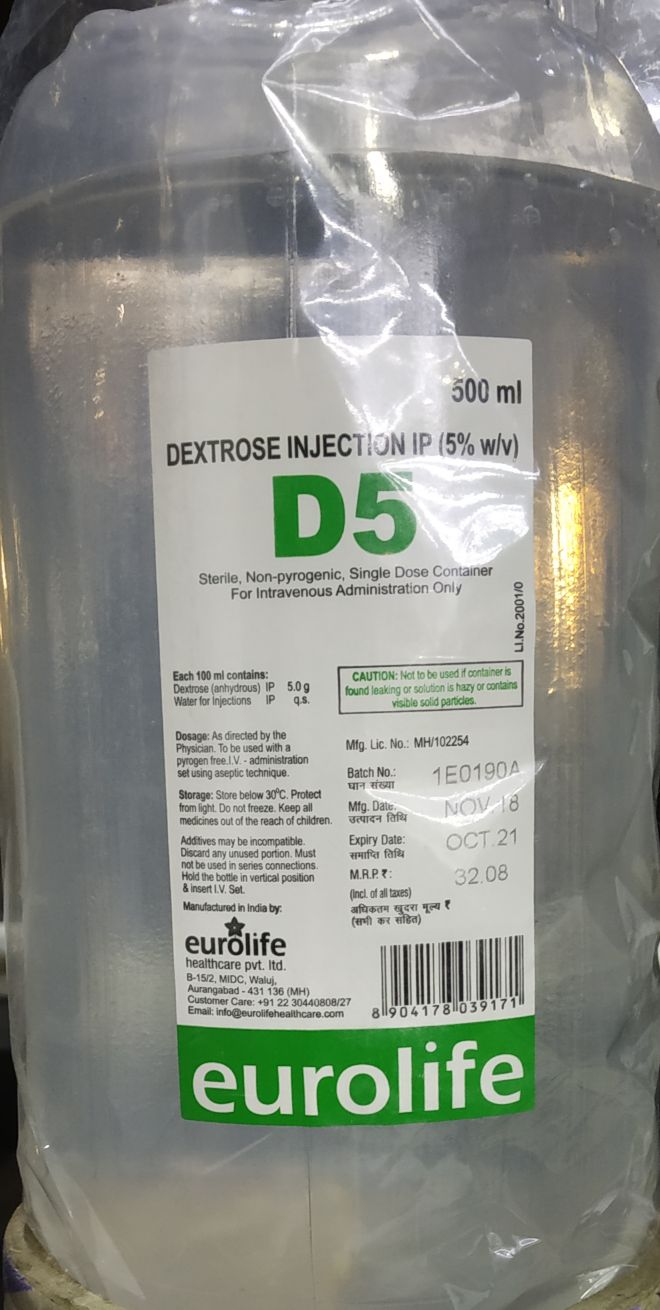 500 ml
DEXTROSE INJECTION IP (5% w/v)
D5
Sterile, Non-pyrogenic, Single Dose Container
For Intravenous Administration Only
LI.No.2001/0
Each 100 ml contains:
Dextrose (anhydrous) IP 5.0 g
Water for Injections IP q.s.
CAUTION: Not to be used if container is
found leaking or solution is hazy or contains
visible solid particles.
Dosage: As directed by the
Physician. To be used with a
pyrogen free.I.V. - administration
set using aseptic technique.
Storage: Store below 30°C. Protect
from light. Do not freeze. Keep all
medicines out of the reach of children.
Additives may be incompatible.
Discard any unused portion. Must
not be used in series connections.
Hold the bottle in vertical position
& insert I.V. Set.
Manufactured in India by:
eurolife
healthcare pvt. ltd.
B-15/2, MIDC, Waluj,
Aurangabad - 431 136 (MH)
Customer Care: +91 22 30440808/27
Email: info@eurolifehealthcare.com
Mfg. Lic. No.: MH/102254
Batch No.: 1E0190A
घान संख्या
Mfg. Date: NOV.18
उत्पादन तिथि
Expiry Date: OCT.21
समाप्ति तिथि
M.R.P. ₹: 32.08
(Incl. of all taxes)
अधिकतम खुदरा मूल्य ₹
(सभी कर सहित)
8 904178 039171
eurolife